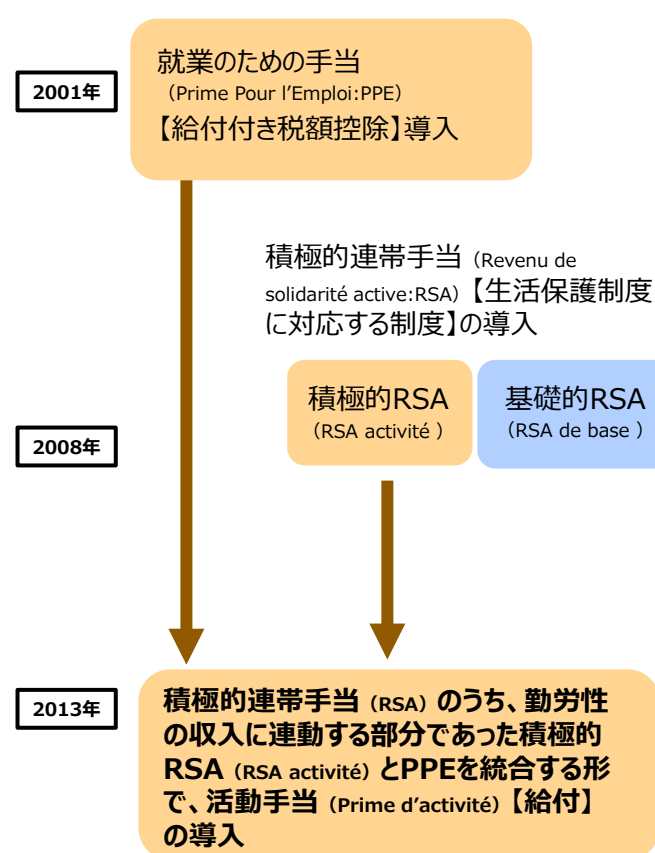 2001年
就業のための手当
（Prime Pour l'Emploi:PPE）
【給付付き税額控除】導入
積極的連帯手当（Revenu de
solidarité active:RSA）【生活保護制度
に対応する制度】の導入
2008年
積極的RSA
（RSA activité ）
基礎的RSA
（RSA de base ）
2013年
積極的連帯手当（RSA）のうち、勤労性
の収入に連動する部分であった積極的
RSA（RSA activité）とPPEを統合する形
で、活動手当（Prime d'activité）【給付】
の導入